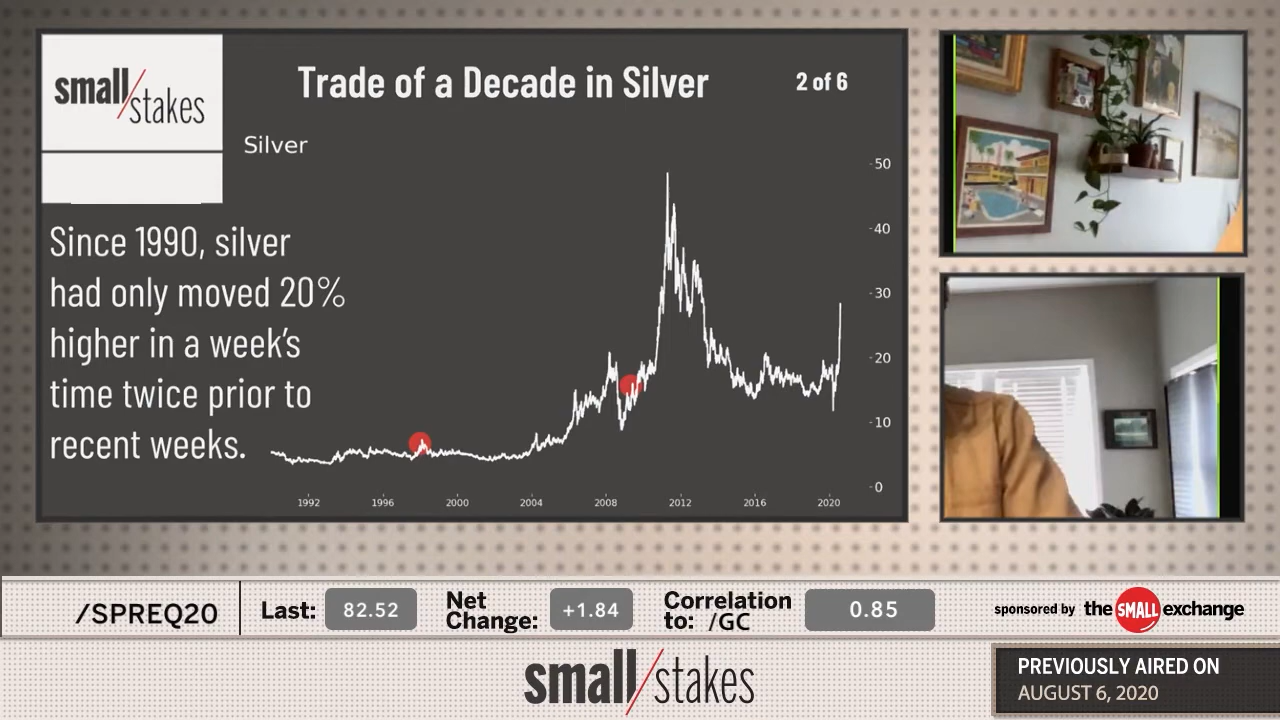 small/stakes
Trade of a Decade in Silver
2 of 6
Silver
Since 1990, silver
had only moved 20%
higher in a week's
time twice prior to
recent weeks.
50
40
30
20
10
0
1992 1996 2000 2004 2008 2012 2016 2020
/SPREQ20
Last: 82.52
Net Change: +1.84
Correlation to: /GC 0.85
sponsored by the SMALL exchange
small/stakes
PREVIOUSLY AIRED ON
AUGUST 6, 2020